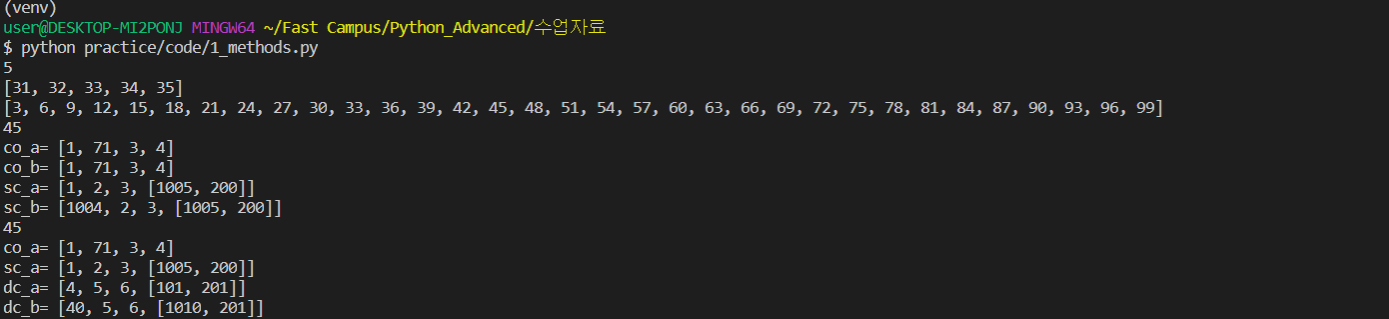 (venv)
user@DESKTOP-MI2PONJ MINGW64 ~/Fast Campus/Python_Advanced/수업자료
$ python practice/code/1_methods.py
5
[31, 32, 33, 34, 35]
[3, 6, 9, 12, 15, 18, 21, 24, 27, 30, 33, 36, 39, 42, 45, 48, 51, 54, 57, 60, 63, 66, 69, 72, 75, 78, 81, 84, 87, 90, 93, 96, 99]
45
co_a= [1, 71, 3, 4]
co_b= [1, 71, 3, 4]
sc_a= [1, 2, 3, [1005, 200]]
sc_b= [1004, 2, 3, [1005, 200]]
45
co_a= [1, 71, 3, 4]
sc_a= [1, 2, 3, [1005, 200]]
dc_a= [4, 5, 6, [101, 201]]
dc_b= [40, 5, 6, [1010, 201]]